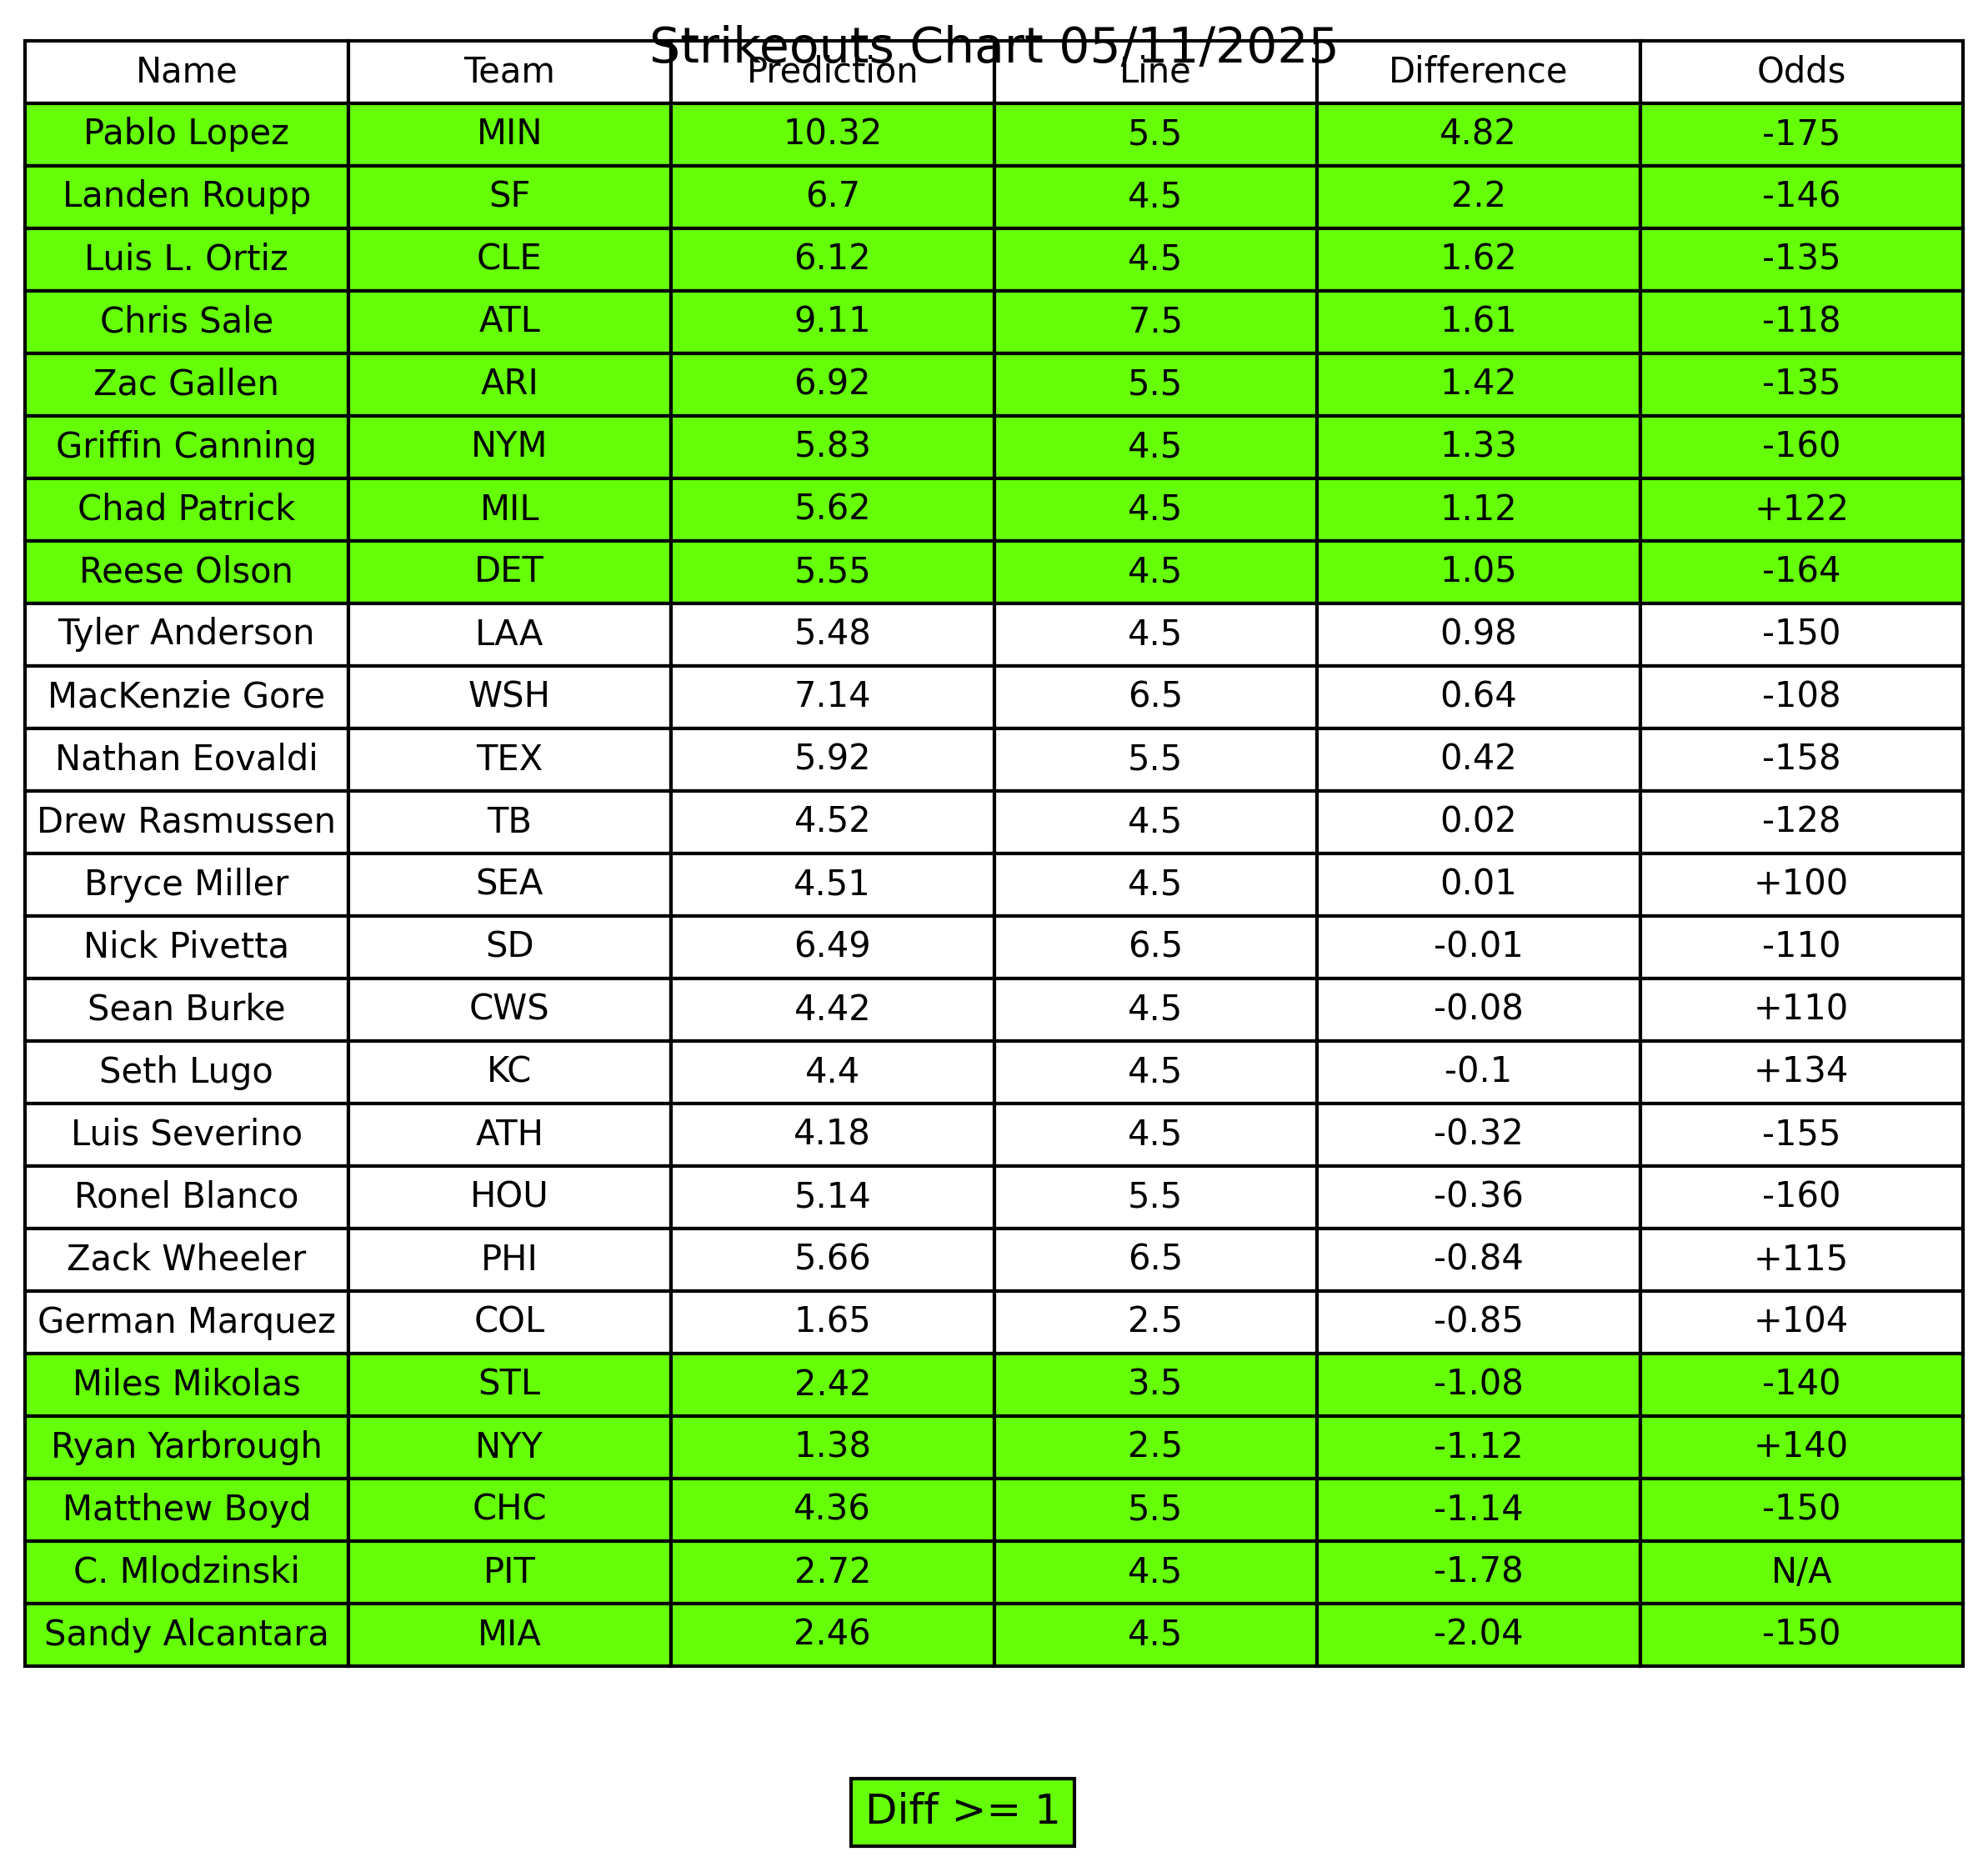 Strikeouts Chart 05/11/2025
Name Team Prediction Line Difference Odds
Pablo Lopez MIN 10.32 5.5 4.82 -175
Landen Roupp SF 6.7 4.5 2.2 -146
Luis L. Ortiz CLE 6.12 4.5 1.62 -135
Chris Sale ATL 9.11 7.5 1.61 -118
Zac Gallen ARI 6.92 5.5 1.42 -135
Griffin Canning NYM 5.83 4.5 1.33 -160
Chad Patrick MIL 5.62 4.5 1.12 +122
Reese Olson DET 5.55 4.5 1.05 -164
Tyler Anderson LAA 5.48 4.5 0.98 -150
MacKenzie Gore WSH 7.14 6.5 0.64 -108
Nathan Eovaldi TEX 5.92 5.5 0.42 -158
Drew Rasmussen TB 4.52 4.5 0.02 -128
Bryce Miller SEA 4.51 4.5 0.01 +100
Nick Pivetta SD 6.49 6.5 -0.01 -110
Sean Burke CWS 4.42 4.5 -0.08 +110
Seth Lugo KC 4.4 4.5 -0.1 +134
Luis Severino ATH 4.18 4.5 -0.32 -155
Ronel Blanco HOU 5.14 5.5 -0.36 -160
Zack Wheeler PHI 5.66 6.5 -0.84 +115
German Marquez COL 1.65 2.5 -0.85 +104
Miles Mikolas STL 2.42 3.5 -1.08 -140
Ryan Yarbrough NYY 1.38 2.5 -1.12 +140
Matthew Boyd CHC 4.36 5.5 -1.14 -150
C. Mlodzinski PIT 2.72 4.5 -1.78 N/A
Sandy Alcantara MIA 2.46 4.5 -2.04 -150
Diff >= 1